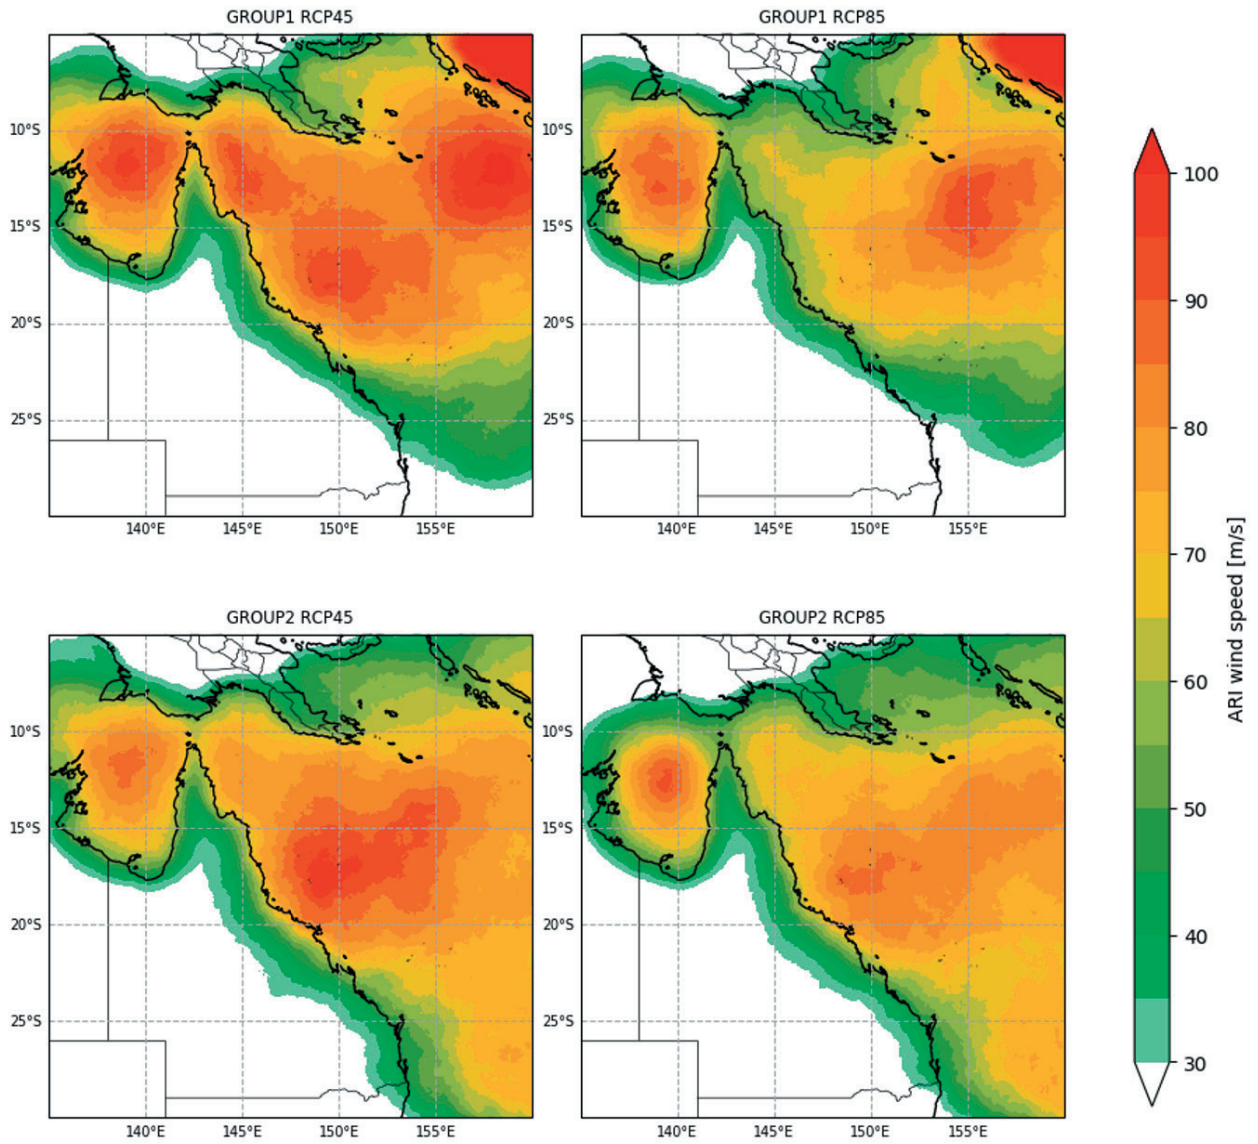 GROUP1 RCP45
GROUP1 RCP85
10°S
15°S
20°S
25°S
140°E 145°E 150°E 155°E
10°S
15°S
20°S
25°S
140°E 145°E 150°E 155°E
GROUP2 RCP45
GROUP2 RCP85
10°S
15°S
20°S
25°S
140°E 145°E 150°E 155°E
10°S
15°S
20°S
25°S
140°E 145°E 150°E 155°E
100
90
80
70
60
50
40
30
ARI wind speed [m/s]